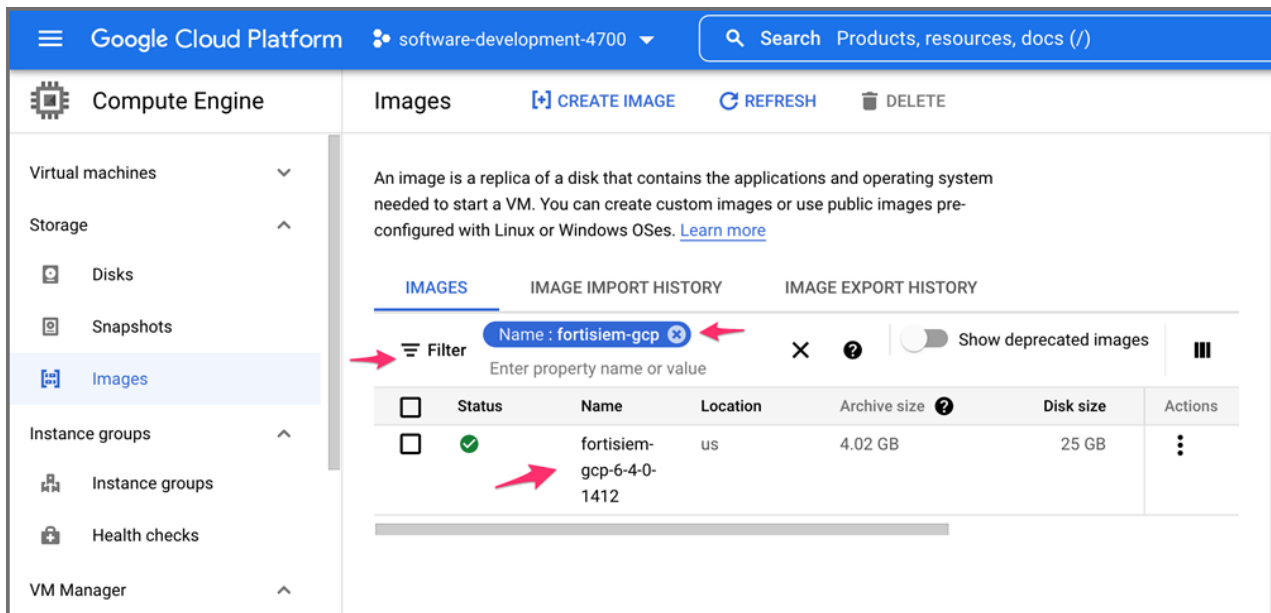 Google Cloud Platform software-development-4700 Search Products, resources, docs (/)
Compute Engine
Images CREATE IMAGE REFRESH DELETE
Virtual machines
Storage
Disks
Snapshots
Images
Instance groups
Instance groups
Health checks
VM Manager
An image is a replica of a disk that contains the applications and operating system
needed to start a VM. You can create custom images or use public images pre-
configured with Linux or Windows OSes. Learn more
IMAGES IMAGE IMPORT HISTORY IMAGE EXPORT HISTORY
Filter Name : fortisiem-gcp Show deprecated images
Enter property name or value
Status Name Location Archive size Disk size Actions
fortisiem- us 4.02 GB 25 GB
gcp-6-4-0-
1412